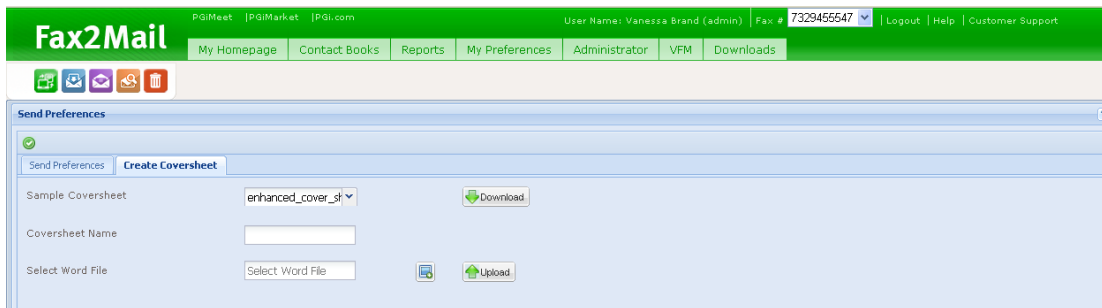 PGiMeet |PGiMarket |PGi.com
User Name: Vanessa Brand (admin) | Fax # 7329455547 | Logout | Help | Customer Support
Fax2Mail
My Homepage Contact Books Reports My Preferences Administrator VFM Downloads
Send Preferences
Send Preferences Create Coversheet
Sample Coversheet enhanced_cover_sh Download
Coversheet Name
Select Word File Select Word File Upload